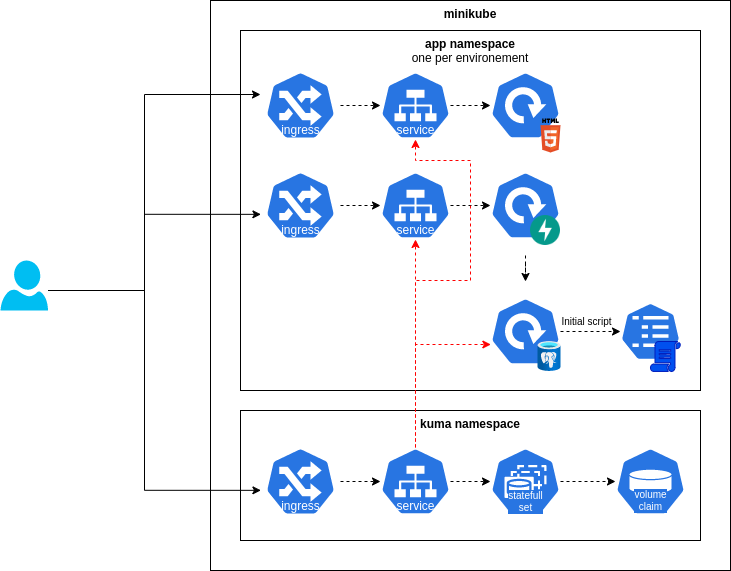 minikube
app namespace
one per environement
ingress
service
HTML
5
ingress
service
Initial script
kuma namespace
ingress
service
statefull
set
volume
claim